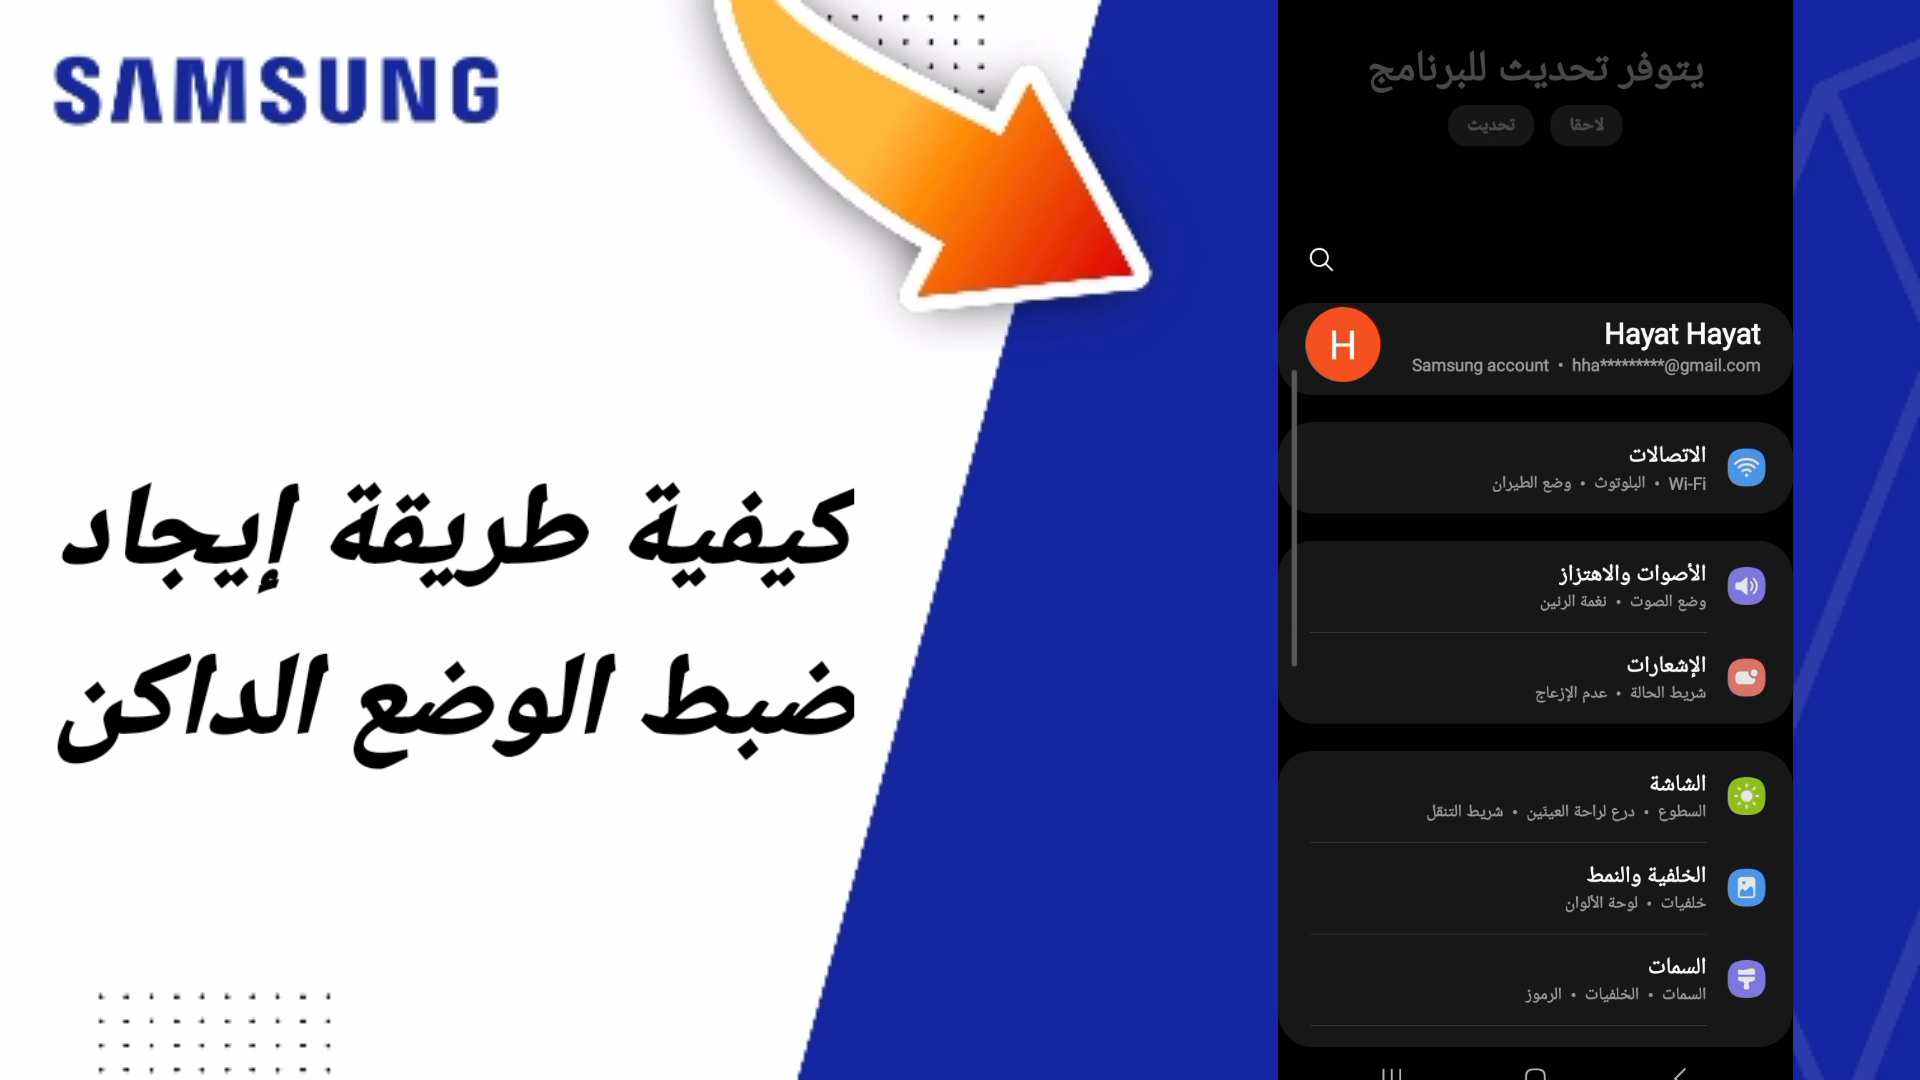 SAMSUNG
كيفية طريقة إيجاد
ضبط الوضع الداكن
يتوفر تحديث للبرنامج
لاحقا
تحديث
Hayat Hayat
Samsung account • hha*********@gmail.com
H
الاتصالات
Wi-Fi • البلوتوث • وضع الطيران
الأصوات والاهتزاز
وضع الصوت • نغمة الرنين
الإشعارات
شريط الحالة • عدم الإزعاج
الشاشة
السطوع • درع لراحة العينَين • شريط التنقل
الخلفية والنمط
خلفيات • لوحة الألوان
السمات
السمات • الخلفيات • الرموز